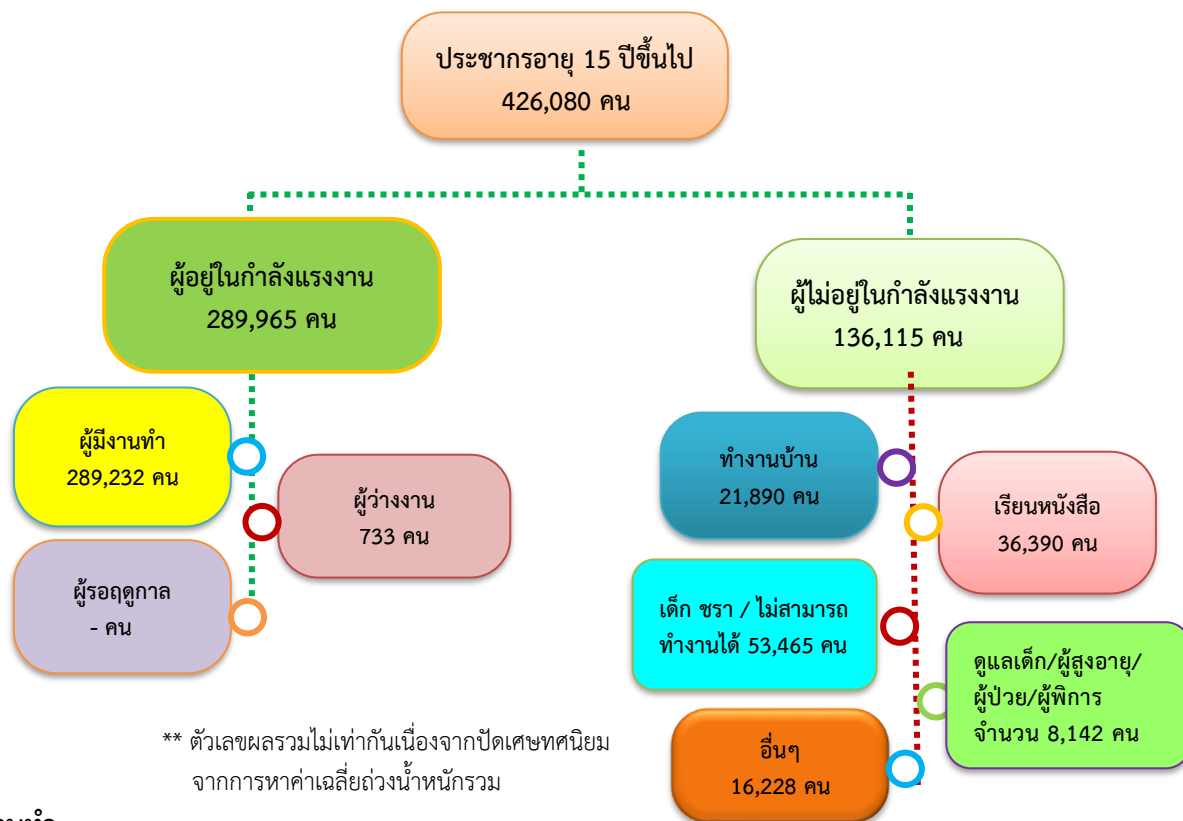 ประชากรอายุ 15 ปีขึ้นไป
426,080 คน
ผู้อยู่ในกำลังแรงงาน
289,965 คน
ผู้ไม่อยู่ในกำลังแรงงาน
136,115 คน
ผู้มีงานทำ
289,232 คน
ผู้ว่างงาน
733 คน
ผู้รอฤดูกาล
- คน
ทำงานบ้าน
21,890 คน
เรียนหนังสือ
36,390 คน
เด็ก ชรา / ไม่สามารถ
ทำงานได้ 53,465 คน
ดูแลเด็ก/ผู้สูงอายุ/
ผู้ป่วย/ผู้พิการ
จำนวน 8,142 คน
อื่นๆ
16,228 คน
** ตัวเลขผลรวมไม่เท่ากันเนื่องจากปัดเศษทศนิยม
จากการหาค่าเฉลี่ยถ่วงน้ำหนักรวม